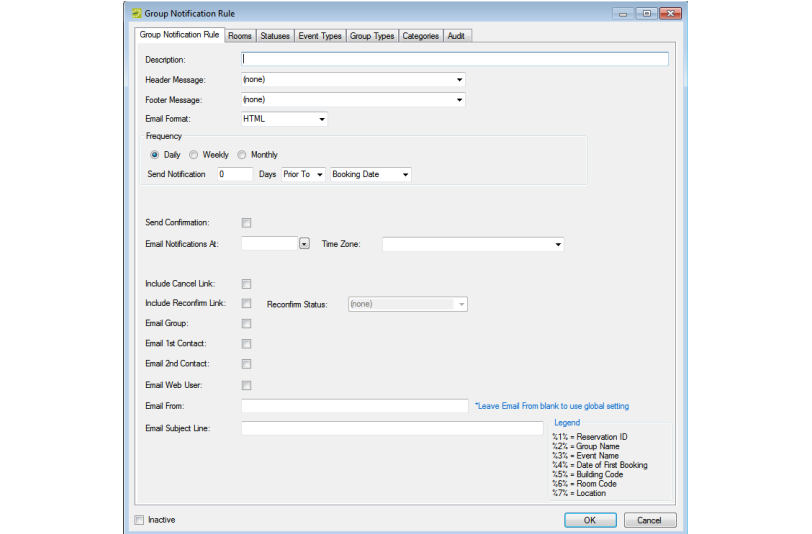 Group Notification Rule
Group Notification Rule Rooms Statuses Event Types Group Types Categories Audit
Description:
Header Message: (none)
Footer Message: (none)
Email Format: HTML
Frequency
Daily Weekly Monthly
Send Notification 0 Days Prior To Booking Date
Send Confirmation:
Email Notifications At: Time Zone:
Include Cancel Link:
Include Reconfirm Link: Reconfirm Status: (none)
Email Group:
Email 1st Contact:
Email 2nd Contact:
Email Web User:
Email From: *Leave Email From blank to use global setting
Email Subject Line:
Legend
%1% = Reservation ID
%2% = Group Name
%3% = Event Name
%4% = Date of First Booking
%5% = Building Code
%6% = Room Code
%7% = Location
Inactive OK Cancel